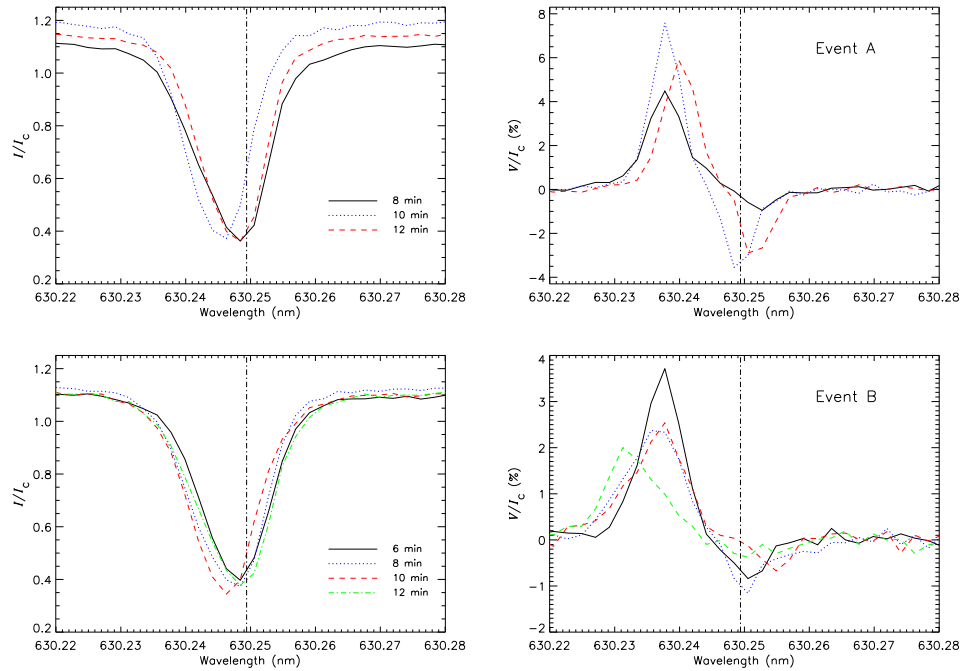 1.2
1.0
0.8
0.6
0.4
0.2
I/Ic
8 min
10 min
12 min
630.22 630.23 630.24 630.25 630.26 630.27 630.28
Wavelength (nm)
8
6
4
2
0
-2
-4
V/Ic (%)
Event A
630.22 630.23 630.24 630.25 630.26 630.27 630.28
Wavelength (nm)
1.2
1.0
0.8
0.6
0.4
0.2
I/Ic
6 min
8 min
10 min
12 min
630.22 630.23 630.24 630.25 630.26 630.27 630.28
Wavelength (nm)
4
3
2
1
0
-1
-2
V/Ic (%)
Event B
630.22 630.23 630.24 630.25 630.26 630.27 630.28
Wavelength (nm)